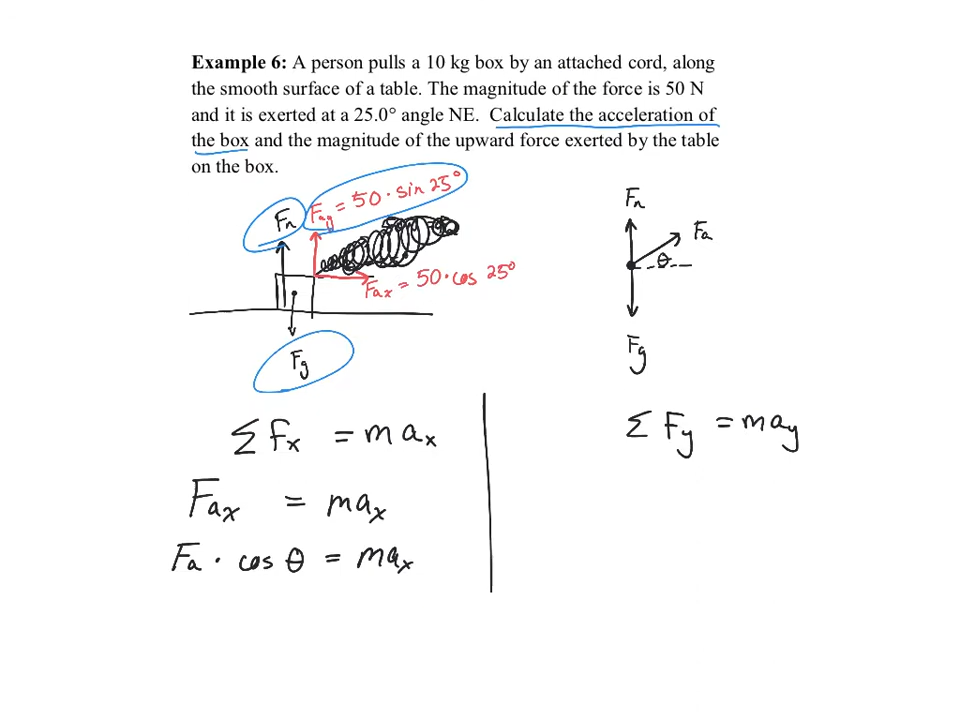 Example 6: A person pulls a 10 kg box by an attached cord, along
the smooth surface of a table. The magnitude of the force is 50 N
and it is exerted at a 25.0° angle NE. Calculate the acceleration of
the box and the magnitude of the upward force exerted by the table
on the box.
Fn
Fay = 50 · sin 25°
Fax = 50 · cos 25°
Fg
Fn
Fa
θ
Fg
Σ Fx = max
Fax = max
Fa · cos θ = max
Σ Fy = may